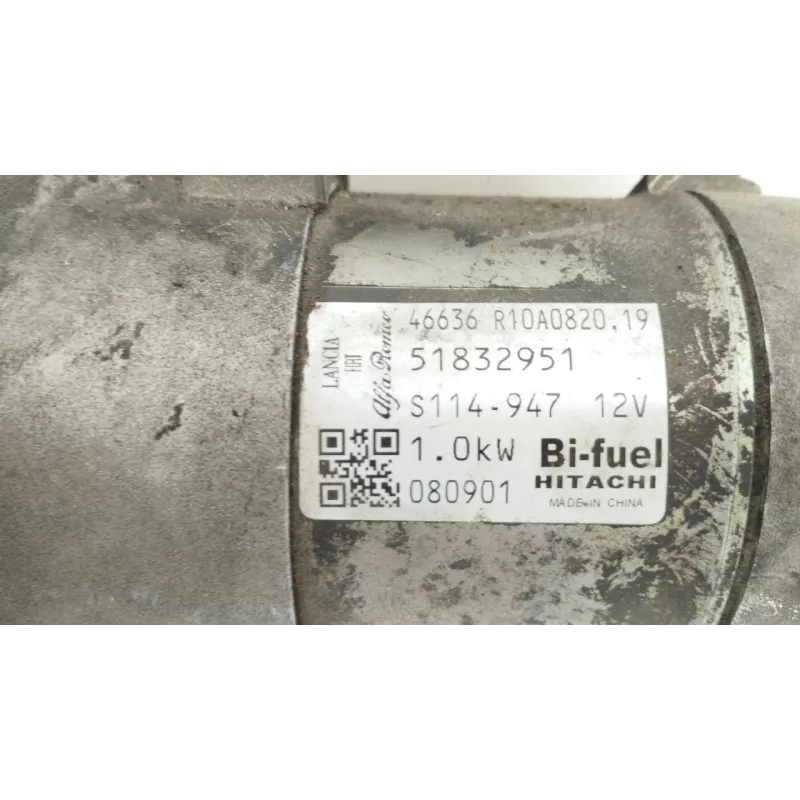 46636 R10A0820,19
51832951
S114-947 12V
1.0kW Bi-fuel
HITACHI
080901
MADE IN CHINA
LANCIA
FIAT
Alfa Romeo